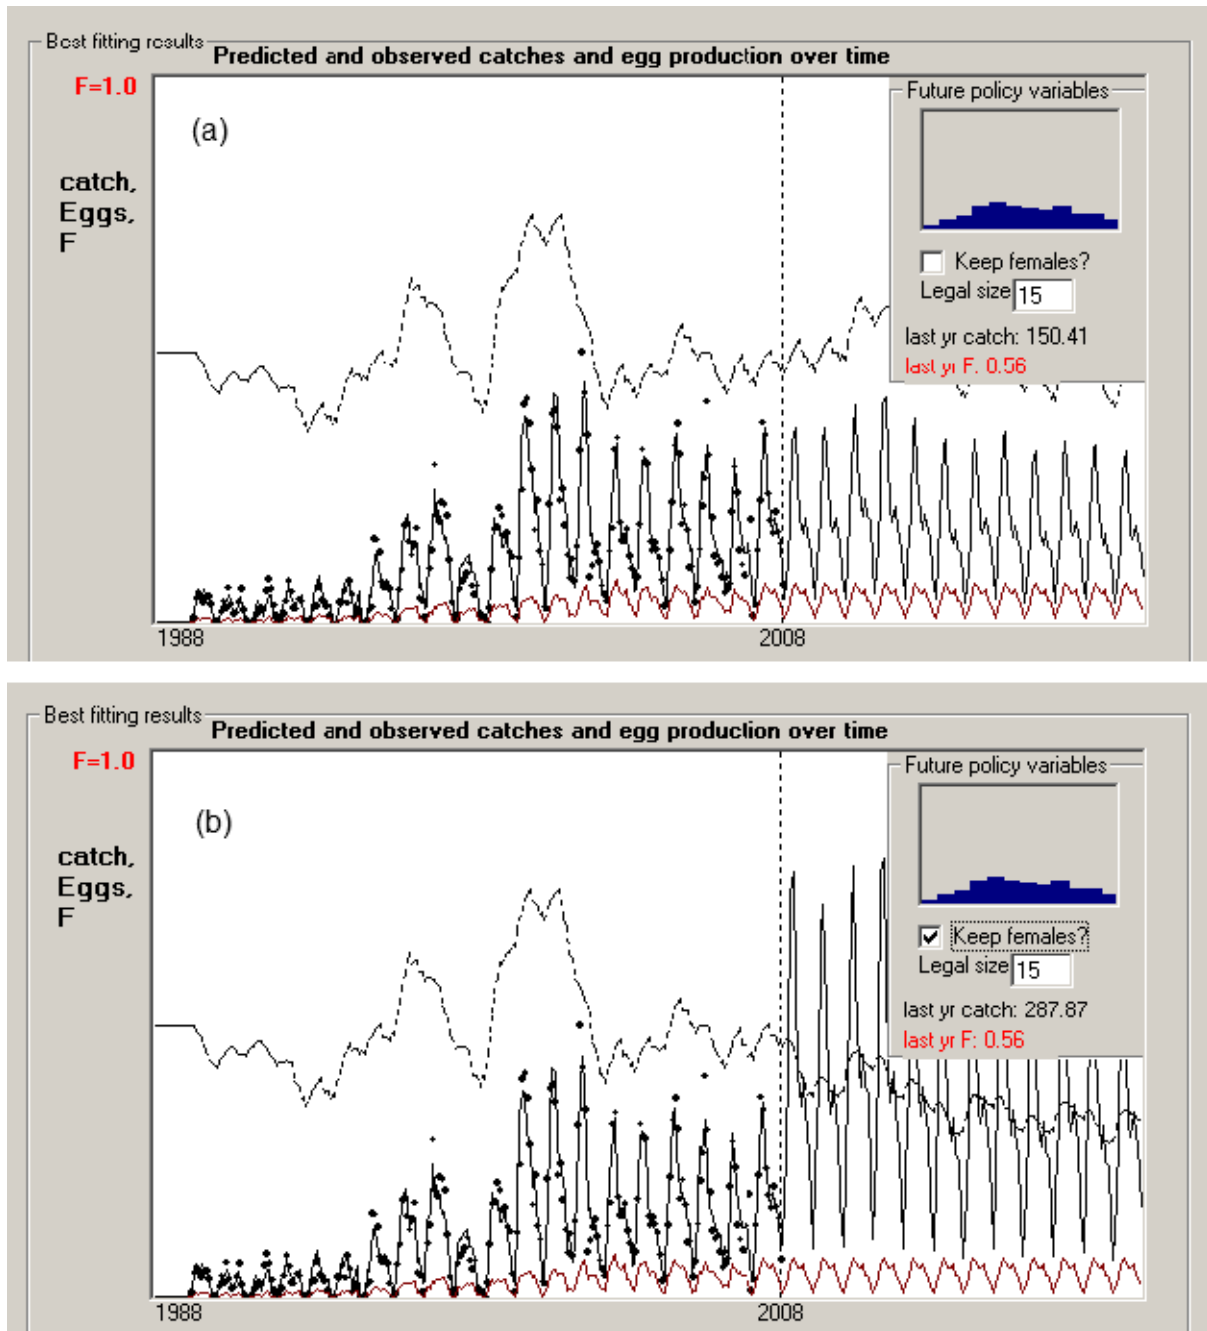 Best fitting results
Predicted and observed catches and egg production over time
F=1.0
(a)
catch,
Eggs,
F
Future policy variables
Keep females?
Legal size 15
last yr catch: 150.41
last yr F: 0.56
1988 2008
Best fitting results
Predicted and observed catches and egg production over time
F=1.0
(b)
catch,
Eggs,
F
Future policy variables
Keep females?
Legal size 15
last yr catch: 287.87
last yr F: 0.56
1988 2008